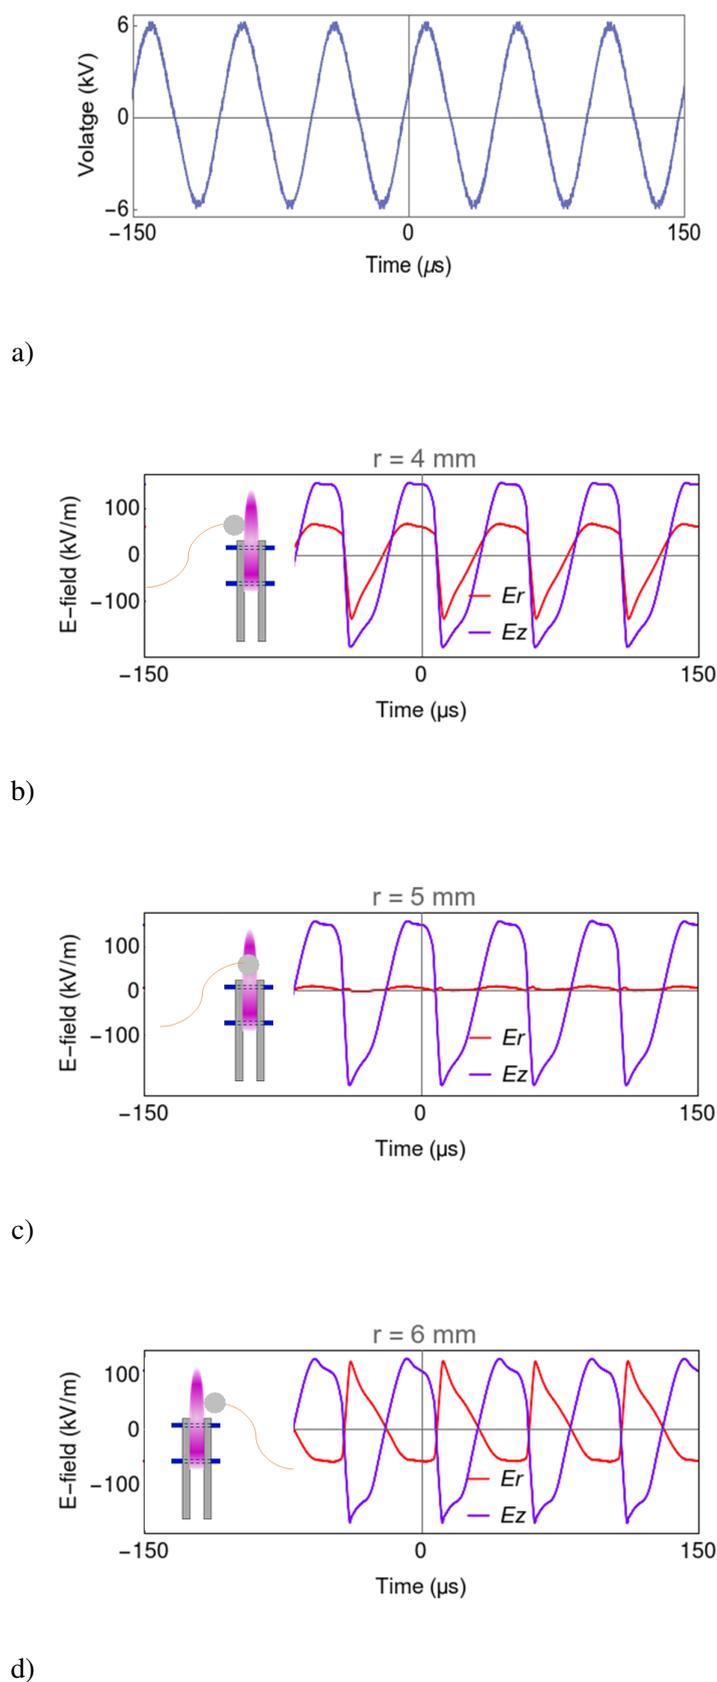 6
Volatge (kV)
0
−6
−150 0 150
Time (µs)
a)
r = 4 mm
100
E−field (kV/m)
0
−100
Er
Ez
−150 0 150
Time (µs)
b)
r = 5 mm
100
E−field (kV/m)
0
−100
Er
Ez
−150 0 150
Time (µs)
c)
r = 6 mm
100
E−field (kV/m)
0
−100
Er
Ez
−150 0 150
Time (µs)
d)